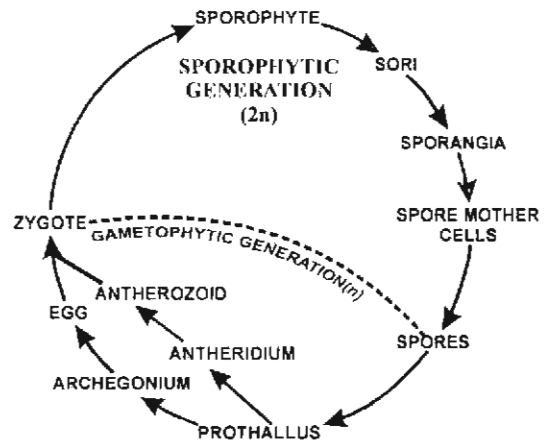 SPOROPHYTE
SPOROPHYTIC
GENERATION
(2n)
SORI
SPORANGIA
SPORE MOTHER
CELLS
ZYGOTE
GAMETOPHYTIC GENERATION(n)
ANTHEROZOID
EGG
SPORES
ANTHERIDIUM
ARCHEGONIUM
PROTHALLUS